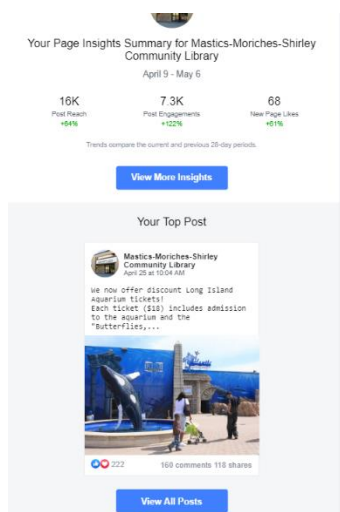 Your Page Insights Summary for Mastics-Moriches-Shirley
Community Library
April 9 - May 6
16K 7.3K 68
Post Reach Post Engagements New Page Likes
+64% +122% +61%
Trends compare the current and previous 28-day periods.
View More Insights
Your Top Post
Mastics-Moriches-Shirley
Community Library
April 25 at 10:04 AM
We now offer discount Long Island
Aquarium tickets!
Each ticket ($18) includes admission
to the aquarium and the
"Butterflies,...
222 160 comments 118 shares
View All Posts